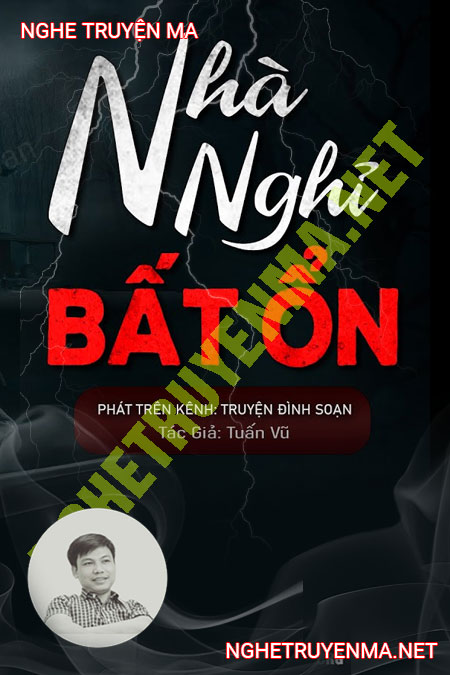 NGHE TRUYỆN MA
Nhà
Nghỉ
BẤT ỔN
PHÁT TRÊN KÊNH: TRUYỆN ĐÌNH SOẠN
Tác Giả: Tuấn Vũ
NGHETRUYENMA.NET
NGHETRUYENMA.NET